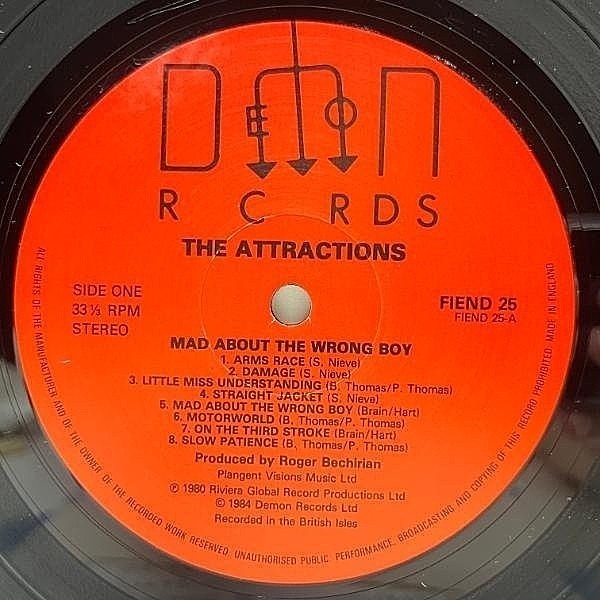 DEMON
RECORDS
THE ATTRACTIONS
SIDE ONE
33⅓ RPM
STEREO
FIEND 25
FIEND 25-A
MAD ABOUT THE WRONG BOY
1. ARMS RACE (S. Nieve)
2. DAMAGE (S. Nieve)
3. LITTLE MISS UNDERSTANDING (B. Thomas/P. Thomas)
4. STRAIGHT JACKET (S. Nieve)
5. MAD ABOUT THE WRONG BOY (Brain/Hart)
6. MOTORWORLD (B. Thomas/P. Thomas)
7. ON THE THIRD STROKE (Brain/Hart)
8. SLOW PATIENCE (B. Thomas/P. Thomas)
Produced by Roger Bechirian
Plangent Visions Music Ltd
℗ 1980 Riviera Global Record Productions Ltd
© 1984 Demon Records Ltd
Recorded in the British Isles
ALL RIGHTS OF THE MANUFACTURER AND OF THE OWNER OF THE RECORDED WORK RESERVED. UNAUTHORISED PUBLIC PERFORMANCE, BROADCASTING AND COPYING OF THIS RECORD PROHIBITED. MADE IN ENGLAND